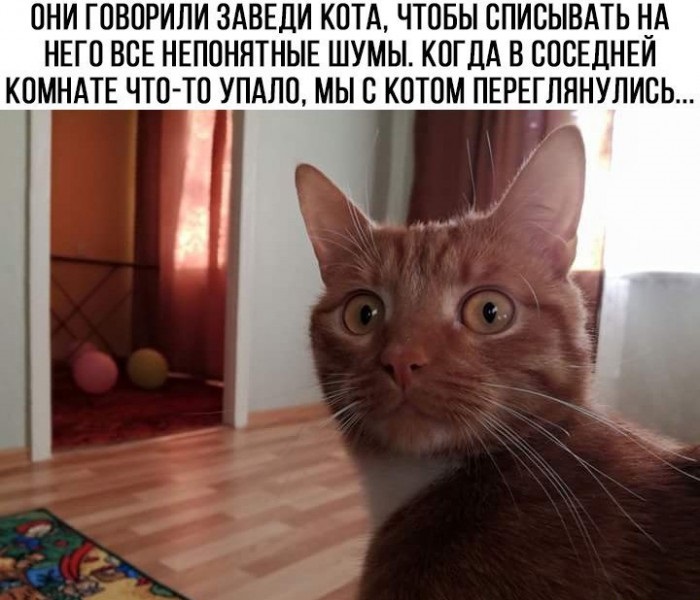 ОНИ ГОВОРИЛИ ЗАВЕДИ КОТА, ЧТОБЫ СПИСЫВАТЬ НА
НЕГО ВСЕ НЕПОНЯТНЫЕ ШУМЫ. КОГДА В СОСЕДНЕЙ
КОМНАТЕ ЧТО-ТО УПАЛО, МЫ С КОТОМ ПЕРЕГЛЯНУЛИСЬ...